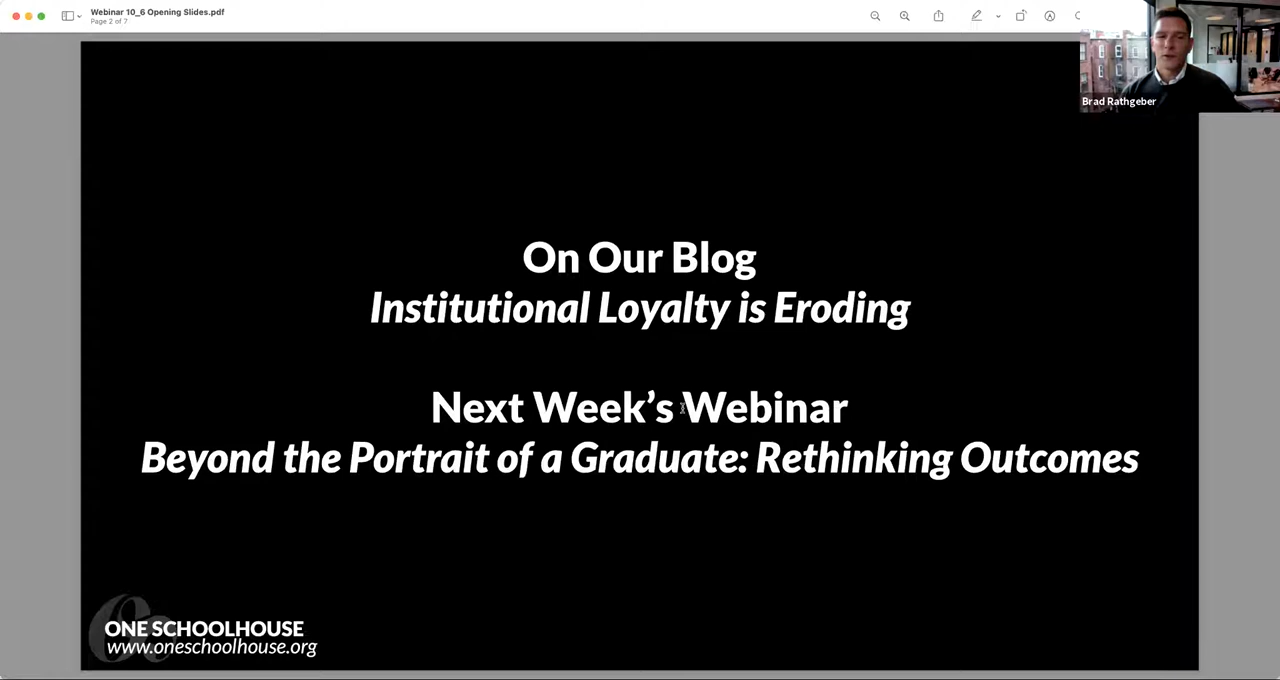 Webinar 10_6 Opening Slides.pdf
Page 2 of 7
Brad Rathgeber
On Our Blog
Institutional Loyalty is Eroding
Next Week’s Webinar
Beyond the Portrait of a Graduate: Rethinking Outcomes
ONE SCHOOLHOUSE
www.oneschoolhouse.org